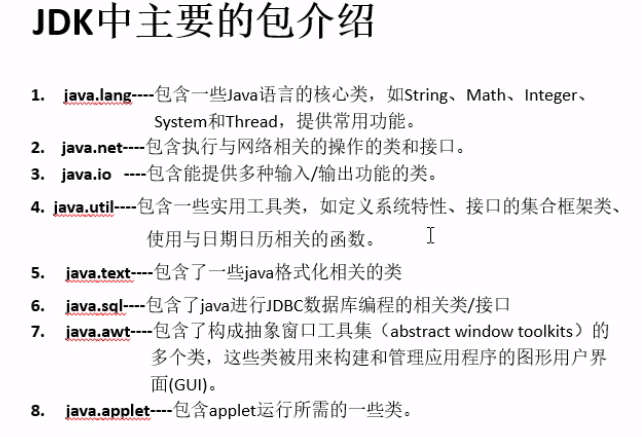 JDK中主要的包介绍
1. java.lang----包含一些Java语言的核心类，如String、Math、Integer、
System和Thread，提供常用功能。
2. java.net----包含执行与网络相关的操作的类和接口。
3. java.io ----包含能提供多种输入/输出功能的类。
4. java.util----包含一些实用工具类，如定义系统特性、接口的集合框架类、
使用与日期日历相关的函数。
5. java.text----包含了一些java格式化相关的类
6. java.sql----包含了java进行JDBC数据库编程的相关类/接口
7. java.awt----包含了构成抽象窗口工具集（abstract window toolkits）的
多个类，这些类被用来构建和管理应用程序的图形用户界
面(GUI)。
8. java.applet----包含applet运行所需的一些类。